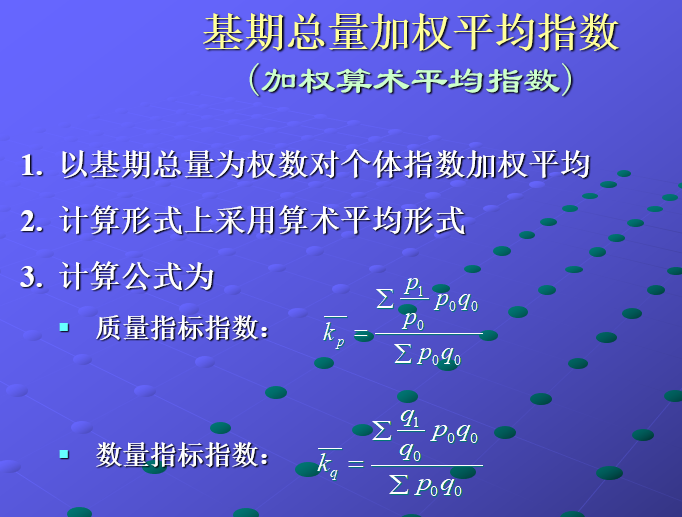 基期总量加权平均指数
(加权算术平均指数)
1. 以基期总量为权数对个体指数加权平均
2. 计算形式上采用算术平均形式
3. 计算公式为
▪ 质量指标指数: $\overline{k_p} = \frac{\sum \frac{p_1}{p_0} p_0 q_0}{\sum p_0 q_0}$
▪ 数量指标指数: $\overline{k_q} = \frac{\sum \frac{q_1}{q_0} p_0 q_0}{\sum p_0 q_0}$